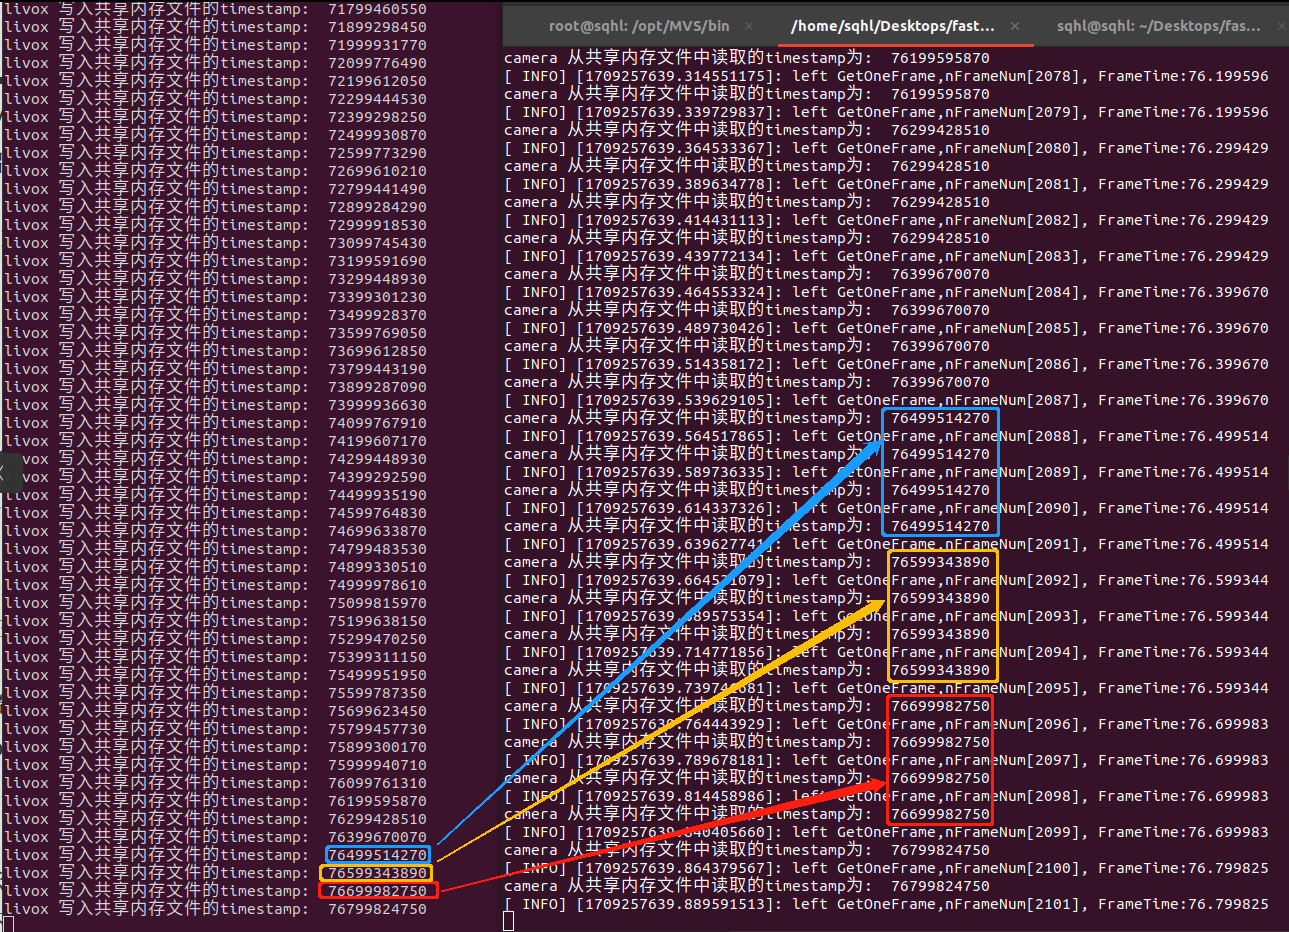 livox 写入共享内存文件的timestamp:  71799460550
livox 写入共享内存文件的timestamp:  71899298450
livox 写入共享内存文件的timestamp:  71999931770
livox 写入共享内存文件的timestamp:  72099776490
livox 写入共享内存文件的timestamp:  72199612050
livox 写入共享内存文件的timestamp:  72299444530
livox 写入共享内存文件的timestamp:  72399298250
livox 写入共享内存文件的timestamp:  72499930870
livox 写入共享内存文件的timestamp:  72599773290
livox 写入共享内存文件的timestamp:  72699610210
livox 写入共享内存文件的timestamp:  72799441490
livox 写入共享内存文件的timestamp:  72899284290
livox 写入共享内存文件的timestamp:  72999918530
livox 写入共享内存文件的timestamp:  73099745430
livox 写入共享内存文件的timestamp:  73199591690
livox 写入共享内存文件的timestamp:  73299448930
livox 写入共享内存文件的timestamp:  73399301230
livox 写入共享内存文件的timestamp:  73499928370
livox 写入共享内存文件的timestamp:  73599769050
livox 写入共享内存文件的timestamp:  73699612850
livox 写入共享内存文件的timestamp:  73799443190
livox 写入共享内存文件的timestamp:  73899287090
livox 写入共享内存文件的timestamp:  73999936630
livox 写入共享内存文件的timestamp:  74099767910
livox 写入共享内存文件的timestamp:  74199607170
vox 写入共享内存文件的timestamp:  74299448930
vox 写入共享内存文件的timestamp:  74399292590
vox 写入共享内存文件的timestamp:  74499935190
livox 写入共享内存文件的timestamp:  74599764830
livox 写入共享内存文件的timestamp:  74699633870
livox 写入共享内存文件的timestamp:  74799483530
livox 写入共享内存文件的timestamp:  74899330510
livox 写入共享内存文件的timestamp:  74999978610
livox 写入共享内存文件的timestamp:  75099815970
livox 写入共享内存文件的timestamp:  75199638150
livox 写入共享内存文件的timestamp:  75299470250
livox 写入共享内存文件的timestamp:  75399311150
livox 写入共享内存文件的timestamp:  75499951950
livox 写入共享内存文件的timestamp:  75599787350
livox 写入共享内存文件的timestamp:  75699623450
livox 写入共享内存文件的timestamp:  75799457730
livox 写入共享内存文件的timestamp:  75899300170
livox 写入共享内存文件的timestamp:  75999940710
livox 写入共享内存文件的timestamp:  76099761310
livox 写入共享内存文件的timestamp:  76199595870
livox 写入共享内存文件的timestamp:  76299428510
livox 写入共享内存文件的timestamp:  76399670070
livox 写入共享内存文件的timestamp:  76499514270
livox 写入共享内存文件的timestamp:  76599343890
livox 写入共享内存文件的timestamp:  76699982750
livox 写入共享内存文件的timestamp:  76799824750
root@sqhl: /opt/MVS/bin
/home/sqhl/Desktops/fast...
sqhl@sqhl: ~/Desktops/fas...
camera 从共享内存文件中读取的timestamp为:  76199595870
[ INFO] [1709257639.314551175]: left GetOneFrame,nFrameNum[2078], FrameTime:76.199596
camera 从共享内存文件中读取的timestamp为:  76199595870
[ INFO] [1709257639.339729837]: left GetOneFrame,nFrameNum[2079], FrameTime:76.199596
camera 从共享内存文件中读取的timestamp为:  76299428510
[ INFO] [1709257639.364533367]: left GetOneFrame,nFrameNum[2080], FrameTime:76.299429
camera 从共享内存文件中读取的timestamp为:  76299428510
[ INFO] [1709257639.389634778]: left GetOneFrame,nFrameNum[2081], FrameTime:76.299429
camera 从共享内存文件中读取的timestamp为:  76299428510
[ INFO] [1709257639.414431113]: left GetOneFrame,nFrameNum[2082], FrameTime:76.299429
camera 从共享内存文件中读取的timestamp为:  76299428510
[ INFO] [1709257639.439772134]: left GetOneFrame,nFrameNum[2083], FrameTime:76.299429
camera 从共享内存文件中读取的timestamp为:  76399670070
[ INFO] [1709257639.464553324]: left GetOneFrame,nFrameNum[2084], FrameTime:76.399670
camera 从共享内存文件中读取的timestamp为:  76399670070
[ INFO] [1709257639.489730426]: left GetOneFrame,nFrameNum[2085], FrameTime:76.399670
camera 从共享内存文件中读取的timestamp为:  76399670070
[ INFO] [1709257639.514358172]: left GetOneFrame,nFrameNum[2086], FrameTime:76.399670
camera 从共享内存文件中读取的timestamp为:  76399670070
[ INFO] [1709257639.539629105]: left GetOneFrame,nFrameNum[2087], FrameTime:76.399670
camera 从共享内存文件中读取的timestamp为:  76499514270
[ INFO] [1709257639.564517865]: left GetOneFrame,nFrameNum[2088], FrameTime:76.499514
camera 从共享内存文件中读取的timestamp为:  76499514270
[ INFO] [1709257639.589736335]: left GetOneFrame,nFrameNum[2089], FrameTime:76.499514
camera 从共享内存文件中读取的timestamp为:  76499514270
[ INFO] [1709257639.614337326]: left GetOneFrame,nFrameNum[2090], FrameTime:76.499514
camera 从共享内存文件中读取的timestamp为:  76499514270
[ INFO] [1709257639.639627741]: left GetOneFrame,nFrameNum[2091], FrameTime:76.499514
camera 从共享内存文件中读取的timestamp为:  76599343890
[ INFO] left GetOneFrame,nFrameNum[2092], FrameTime:76.599344
camera 从共享内存文件中读取的timestamp为:  76599343890
[ INFO] left GetOneFrame,nFrameNum[2093], FrameTime:76.599344
camera 从共享内存文件中读取的timestamp为:  76599343890
[ INFO] [1709257639.714771856]: left GetOneFrame,nFrameNum[2094], FrameTime:76.599344
camera 从共享内存文件中读取的timestamp为:  76599343890
[ INFO] left GetOneFrame,nFrameNum[2095], FrameTime:76.599344
camera 从共享内存文件中读取的timestamp为:  76699982750
[ INFO] [1709257639.764443929]: left GetOneFrame,nFrameNum[2096], FrameTime:76.699983
camera 从共享内存文件中读取的timestamp为:  76699982750
[ INFO] [1709257639.789678181]: left GetOneFrame,nFrameNum[2097], FrameTime:76.699983
camera 从共享内存文件中读取的timestamp为:  76699982750
[ INFO] [1709257639.814458986]: left GetOneFrame,nFrameNum[2098], FrameTime:76.699983
camera 从共享内存文件中读取的timestamp为:  76699982750
[ INFO] left GetOneFrame,nFrameNum[2099], FrameTime:76.699983
camera 从共享内存文件中读取的timestamp为:  76799824750
[ INFO] [1709257639.864379567]: left GetOneFrame,nFrameNum[2100], FrameTime:76.799825
camera 从共享内存文件中读取的timestamp为:  76799824750
[ INFO] [1709257639.889591513]: left GetOneFrame,nFrameNum[2101], FrameTime:76.799825